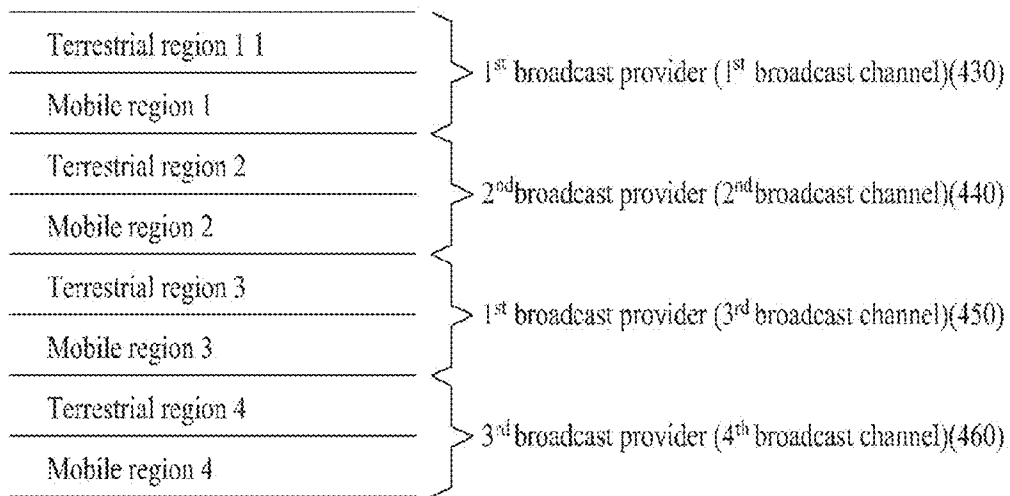 Terrestrial region 1 1
1st broadcast provider (1st broadcast channel)(430)
Mobile region 1
Terrestrial region 2
2nd broadcast provider (2nd broadcast channel)(440)
Mobile region 2
Terrestrial region 3
1st broadcast provider (3rd broadcast channel)(450)
Mobile region 3
Terrestrial region 4
3rd broadcast provider (4th broadcast channel)(460)
Mobile region 4